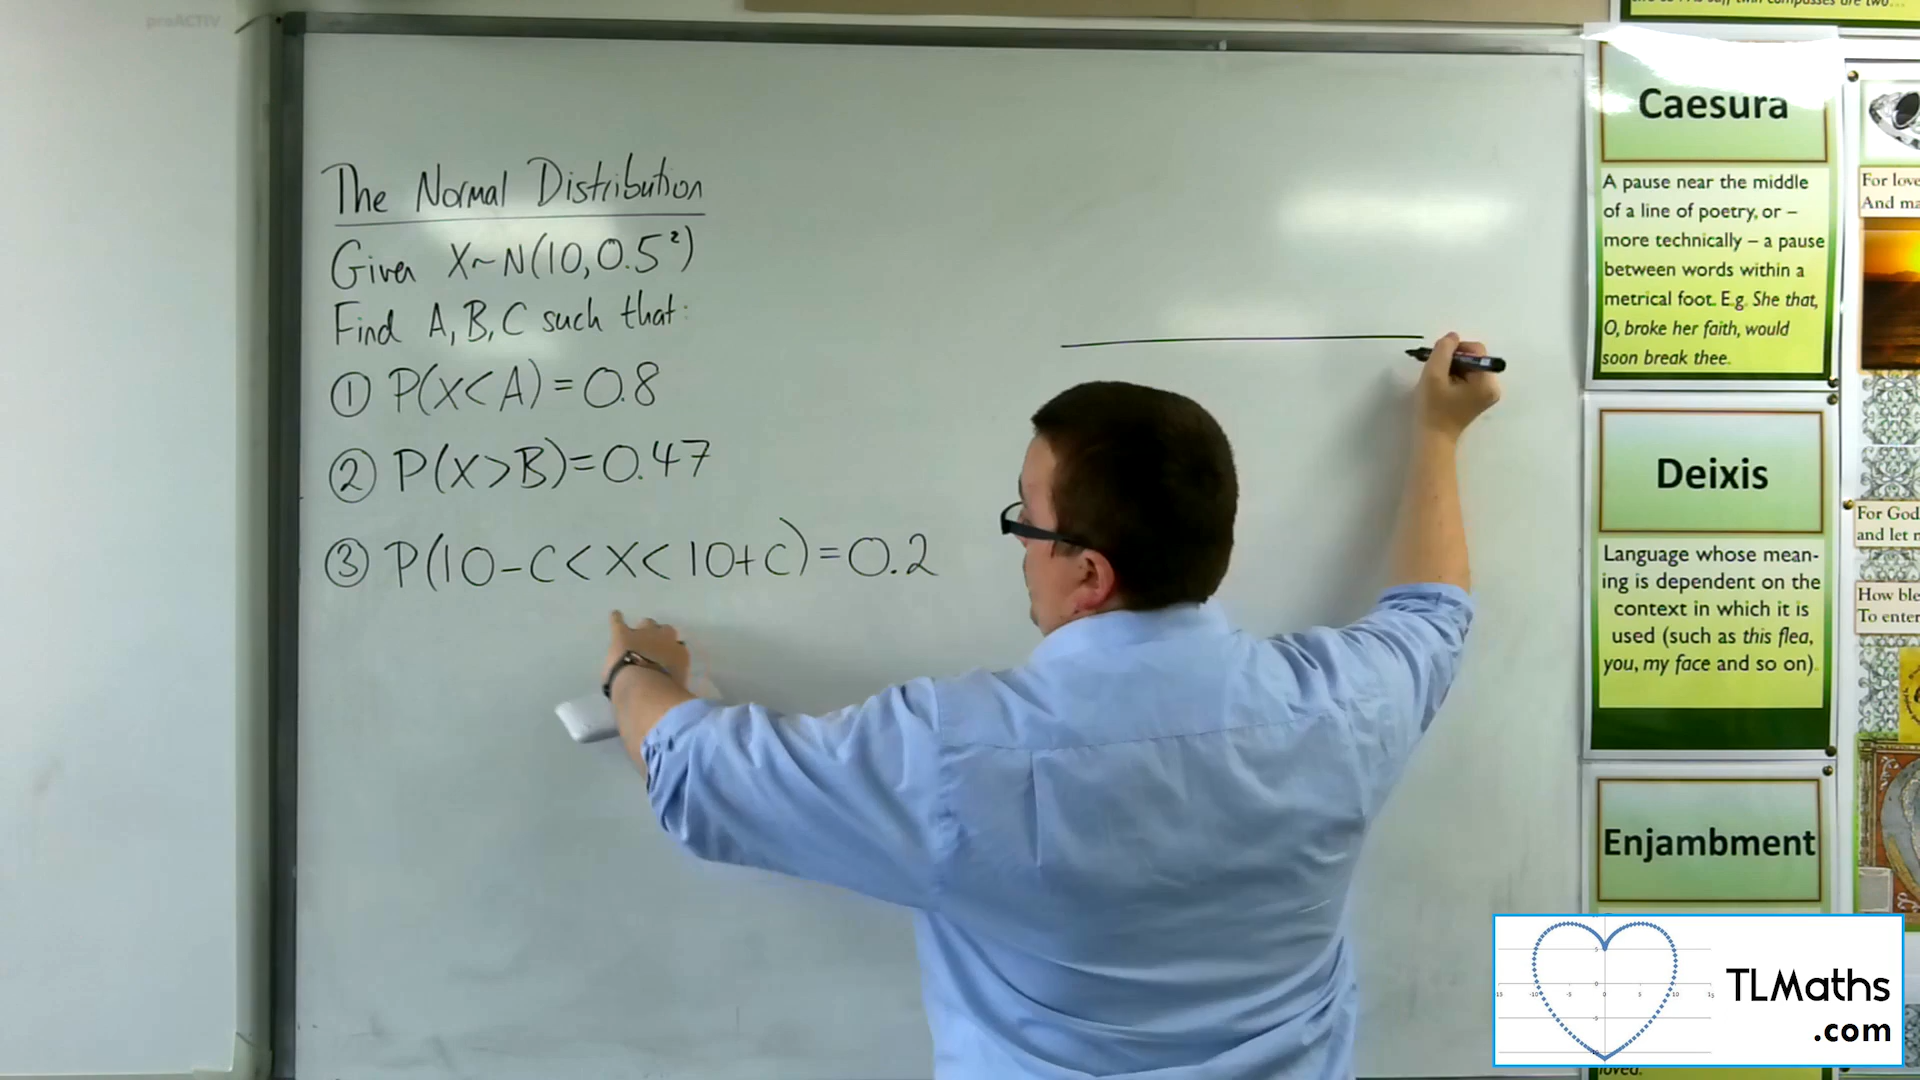 proACTIV
The Normal Distribution
Given X~N(10,0.5²)
Find A, B, C such that:
① P(X<A)=0.8
② P(X>B)=0.47
③ P(10-C<X<10+C)=0.2
Caesura
A pause near the middle
of a line of poetry, or –
more technically – a pause
between words within a
metrical foot. E.g. She that,
O, broke her faith, would
soon break thee.
Deixis
Language whose mean-
ing is dependent on the
context in which it is
used (such as this flea,
you, my face and so on).
Enjambment
loved.
For love
And ma
For God
and let
How ble
To enter
TLMaths
.com